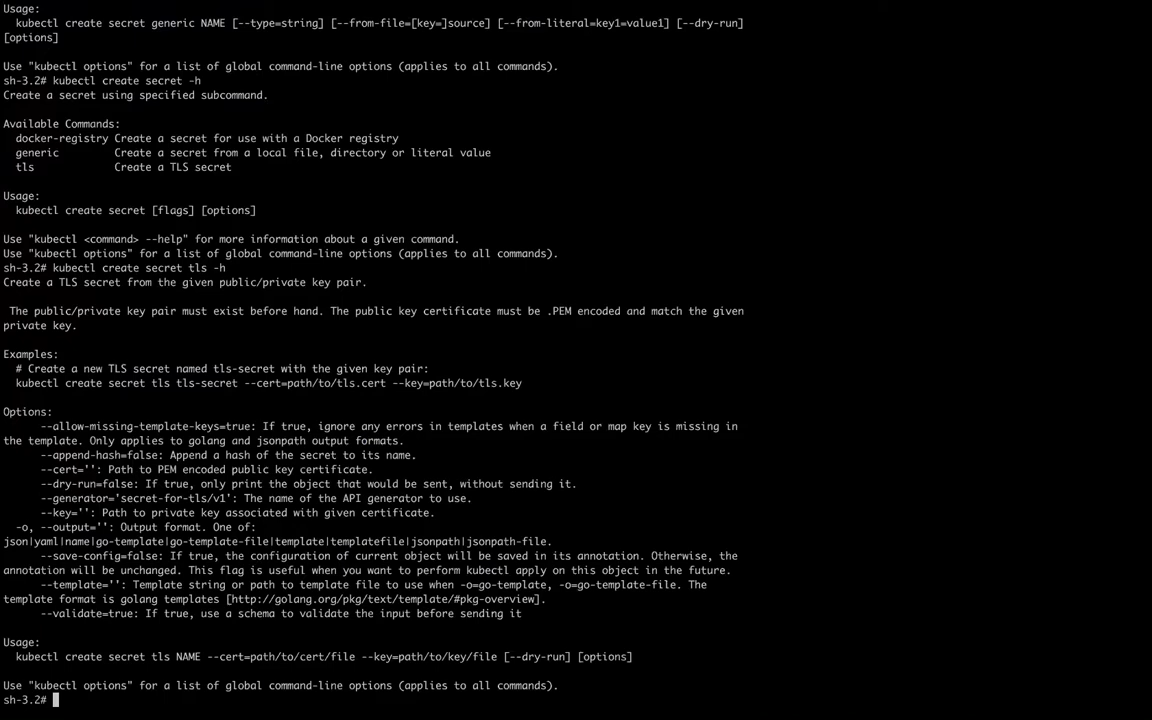 Usage:
  kubectl create secret generic NAME [--type=string] [--from-file=[key=]source] [--from-literal=key1=value1] [--dry-run]
[options]

Use "kubectl options" for a list of global command-line options (applies to all commands).
sh-3.2# kubectl create secret -h
Create a secret using specified subcommand.

Available Commands:
  docker-registry Create a secret for use with a Docker registry
  generic         Create a secret from a local file, directory or literal value
  tls             Create a TLS secret

Usage:
  kubectl create secret [flags] [options]

Use "kubectl <command> --help" for more information about a given command.
Use "kubectl options" for a list of global command-line options (applies to all commands).
sh-3.2# kubectl create secret tls -h
Create a TLS secret from the given public/private key pair.

 The public/private key pair must exist before hand. The public key certificate must be .PEM encoded and match the given
private key.

Examples:
  # Create a new TLS secret named tls-secret with the given key pair:
  kubectl create secret tls tls-secret --cert=path/to/tls.cert --key=path/to/tls.key

Options:
      --allow-missing-template-keys=true: If true, ignore any errors in templates when a field or map key is missing in
the template. Only applies to golang and jsonpath output formats.
      --append-hash=false: Append a hash of the secret to its name.
      --cert='': Path to PEM encoded public key certificate.
      --dry-run=false: If true, only print the object that would be sent, without sending it.
      --generator='secret-for-tls/v1': The name of the API generator to use.
      --key='': Path to private key associated with given certificate.
  -o, --output='': Output format. One of:
json|yaml|name|go-template|go-template-file|template|templatefile|jsonpath|jsonpath-file.
      --save-config=false: If true, the configuration of current object will be saved in its annotation. Otherwise, the
annotation will be unchanged. This flag is useful when you want to perform kubectl apply on this object in the future.
      --template='': Template string or path to template file to use when -o=go-template, -o=go-template-file. The
template format is golang templates [http://golang.org/pkg/text/template/#pkg-overview].
      --validate=true: If true, use a schema to validate the input before sending it

Usage:
  kubectl create secret tls NAME --cert=path/to/cert/file --key=path/to/key/file [--dry-run] [options]

Use "kubectl options" for a list of global command-line options (applies to all commands).
sh-3.2#